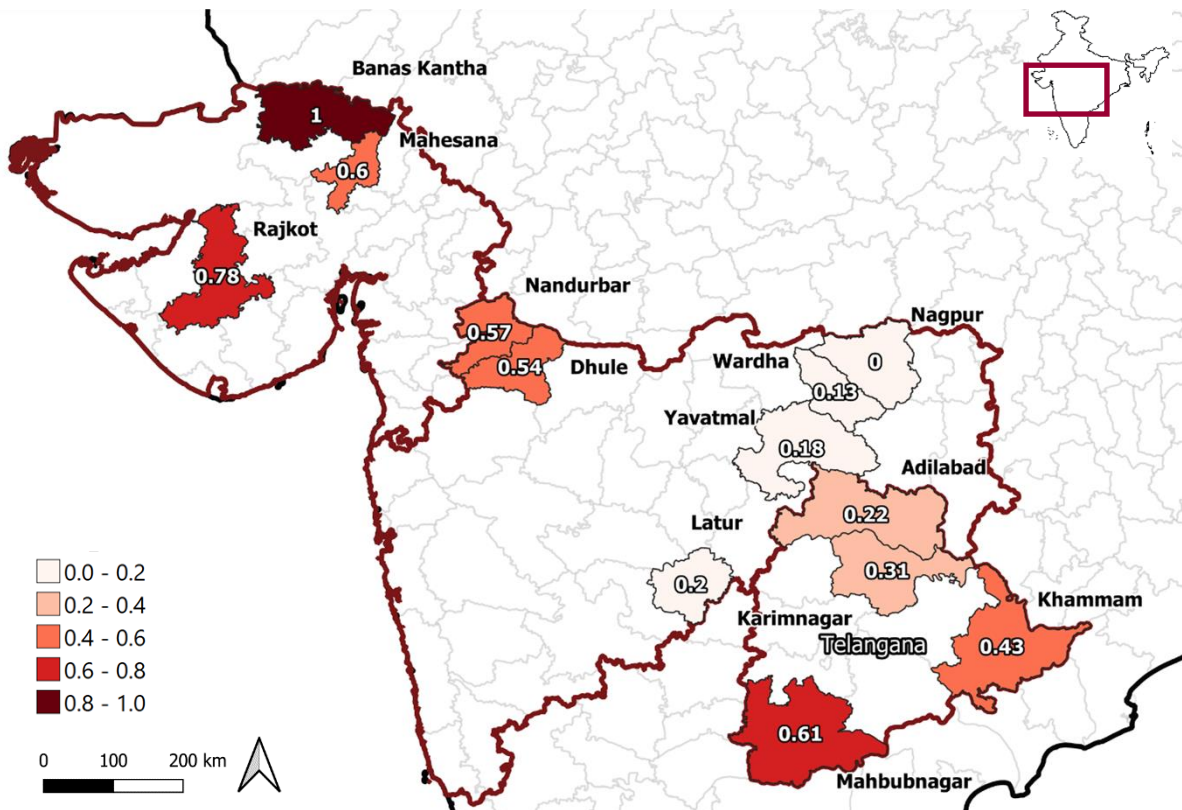 Banas Kantha
1
Mahesana
0.6
Rajkot
0.78
Nandurbar
0.57
Dhule
0.54
Nagpur
Wardha
0
0.13
Yavatmal
0.18
Adilabad
Latur
0.22
0.2
0.31
Khammam
Karimnagar
Telangana
0.43
0.61
Mahbubnagar
0.0 - 0.2
0.2 - 0.4
0.4 - 0.6
0.6 - 0.8
0.8 - 1.0
0 100 200 km